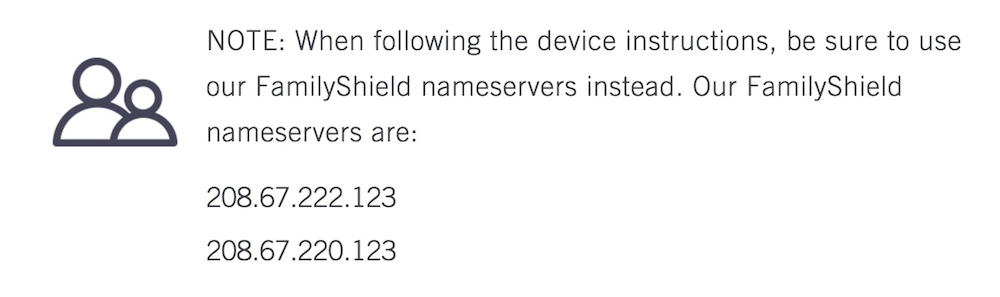 NOTE: When following the device instructions, be sure to use
our FamilyShield nameservers instead. Our FamilyShield
nameservers are:
208.67.222.123
208.67.220.123